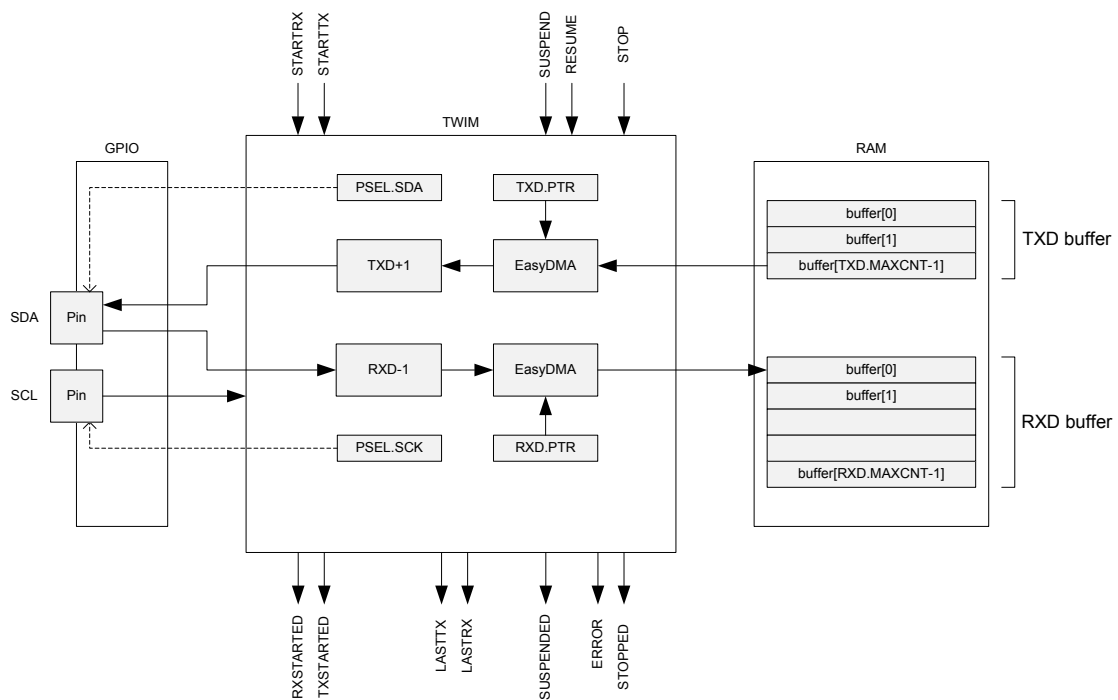 STARTRX
STARTTX
SUSPEND
RESUME
STOP
GPIO
TWIM
RAM
PSEL.SDA
TXD.PTR
buffer[0]
buffer[1]
buffer[TXD.MAXCNT-1]
TXD buffer
TXD+1
EasyDMA
SDA
Pin
RXD-1
EasyDMA
buffer[0]
buffer[1]
buffer[RXD.MAXCNT-1]
RXD buffer
SCL
Pin
PSEL.SCK
RXD.PTR
RXSTARTED
TXSTARTED
LASTTX
LASTRX
SUSPENDED
ERROR
STOPPED